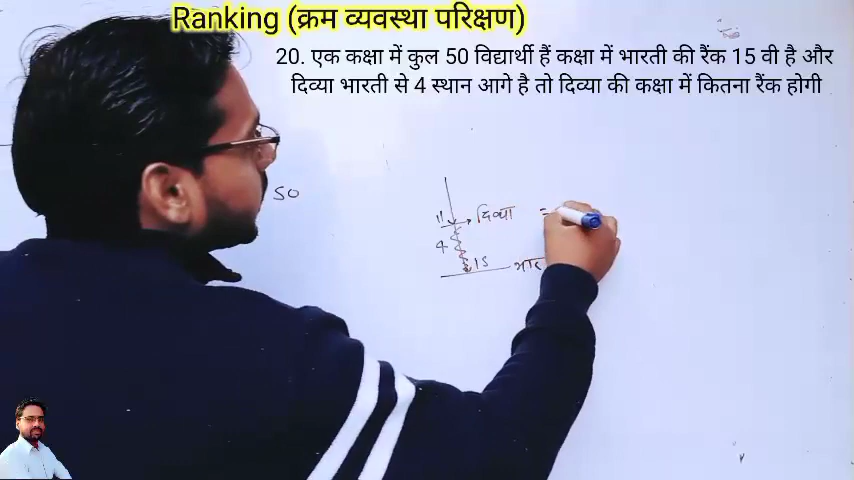 Ranking (क्रम व्यवस्था परिक्षण)
20. एक कक्षा में कुल 50 विद्यार्थी हैं कक्षा में भारती की रैंक 15 वी है और
दिव्या भारती से 4 स्थान आगे है तो दिव्या की कक्षा में कितना रैंक होगी
50
11 दिव्या =
4
15